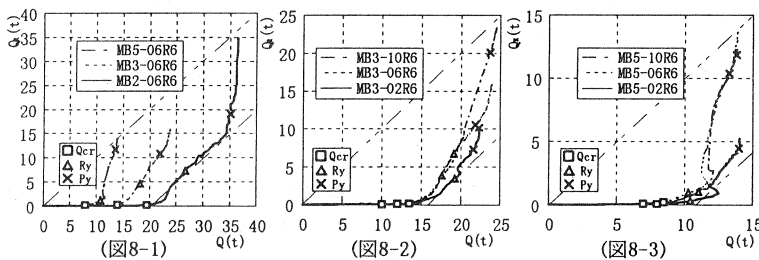 Qw
40
35
30
25
20
15
10
5
0
MB5-06R6
MB3-06R6
MB2-06R6
Qcr
Ry
Py
0 5 10 15 20 25 30 35 40
Q(t)
(図8-1)
25
20
15
10
5
0
MB3-10R6
MB3-06R6
MB3-02R6
Qcr
Ry
Py
0 5 10 15 20 25
Q(t)
(図8-2)
15
10
5
0
MB5-10R6
MB5-06R6
MB5-02R6
Qcr
Ry
Py
0 5 10 15
Q(t)
(図8-3)